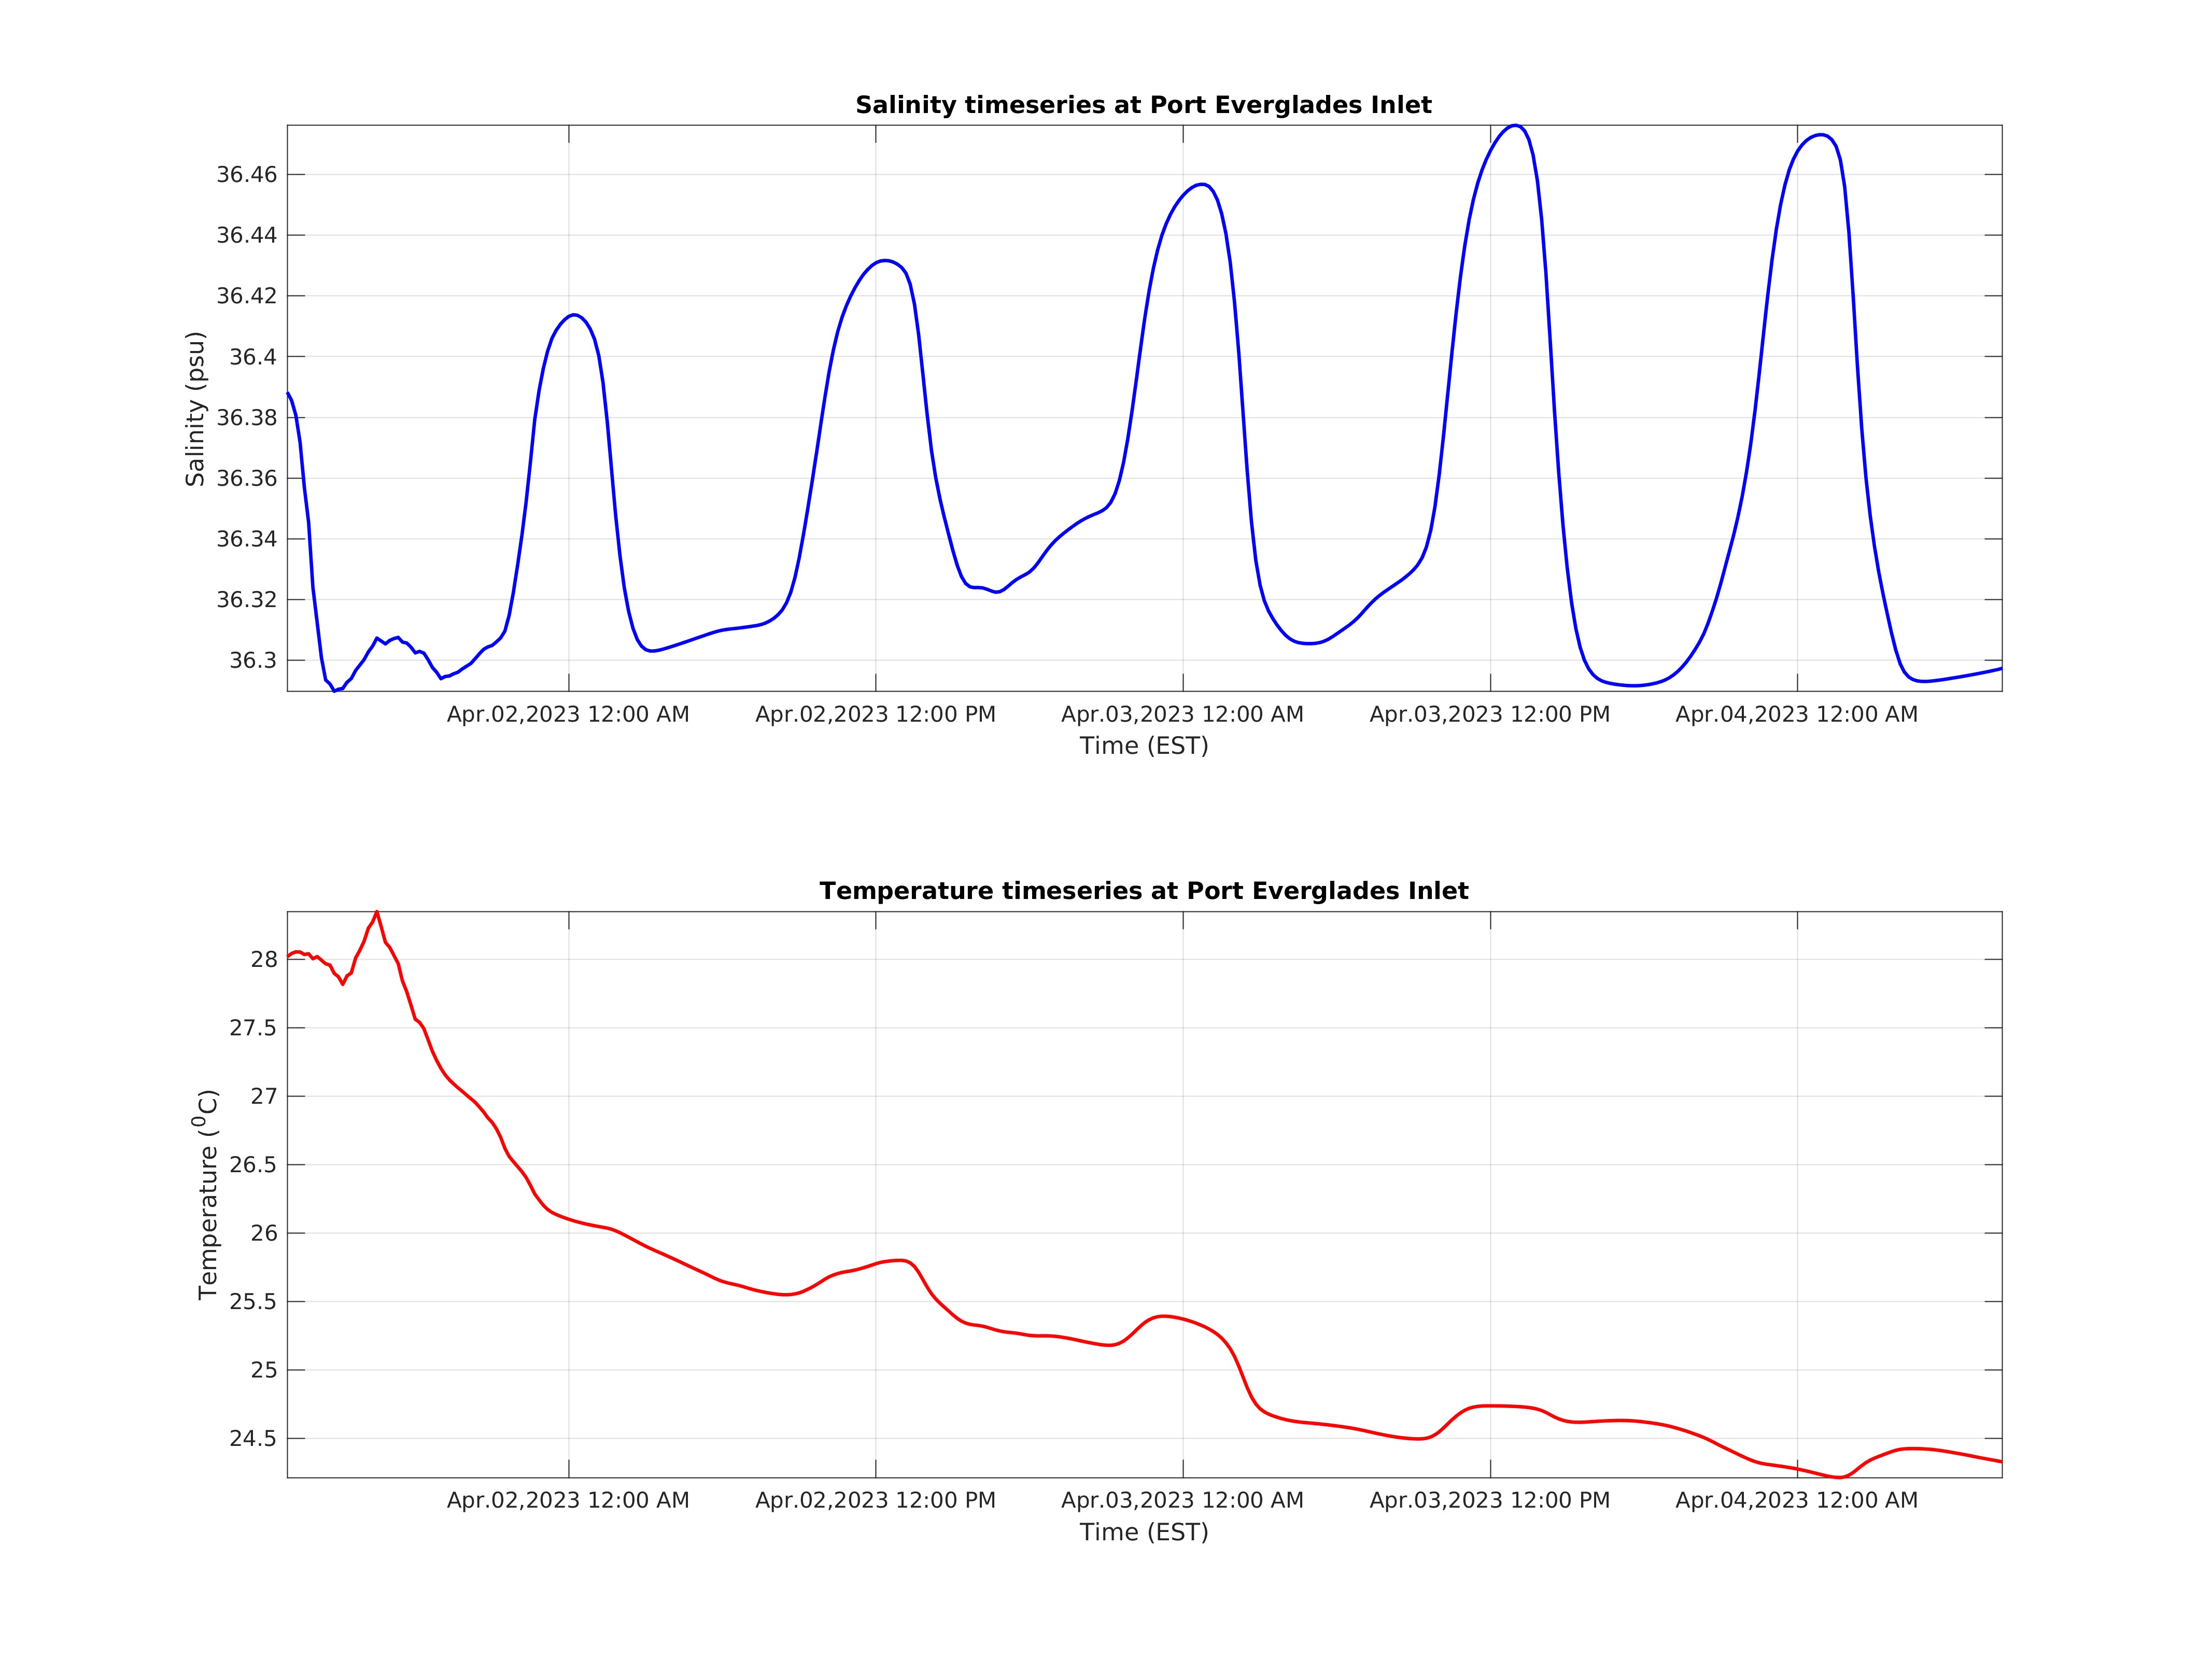 Salinity timeseries at Port Everglades Inlet
36.46
36.44
36.42
36.4
36.38
36.36
36.34
36.32
36.3
Salinity (psu)
Apr.02,2023 12:00 AM Apr.02,2023 12:00 PM Apr.03,2023 12:00 AM Apr.03,2023 12:00 PM Apr.04,2023 12:00 AM
Time (EST)
Temperature timeseries at Port Everglades Inlet
28
27.5
27
26.5
26
25.5
25
24.5
Temperature (⁰C)
Apr.02,2023 12:00 AM Apr.02,2023 12:00 PM Apr.03,2023 12:00 AM Apr.03,2023 12:00 PM Apr.04,2023 12:00 AM
Time (EST)